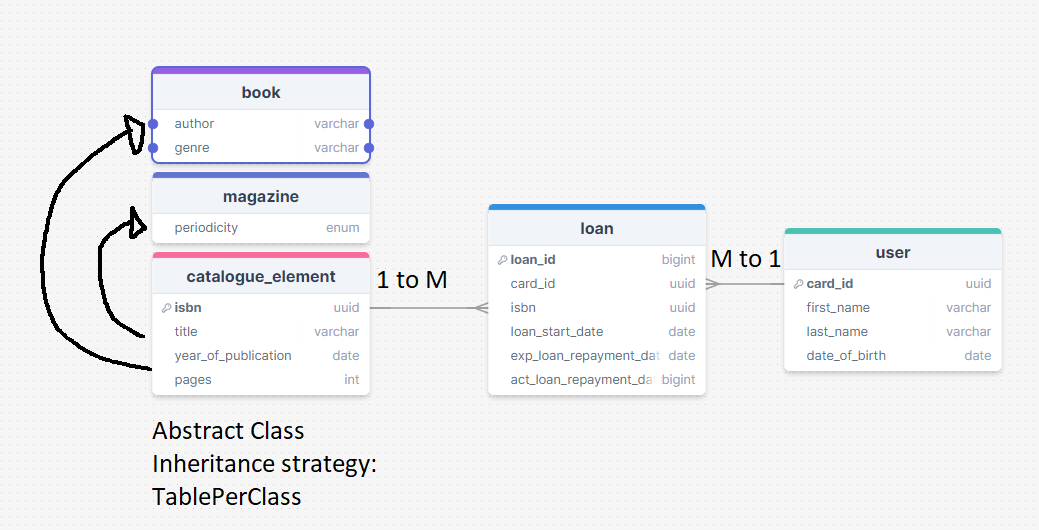 book
author varchar
genre varchar
magazine
periodicity enum
catalogue_element
isbn uuid
title varchar
year_of_publication date
pages int
1 to M
loan
loan_id bigint
card_id uuid
isbn uuid
loan_start_date date
exp_loan_repayment_da date
act_loan_repayment_da bigint
M to 1
user
card_id uuid
first_name varchar
last_name varchar
date_of_birth date
Abstract Class
Inheritance strategy:
TablePerClass